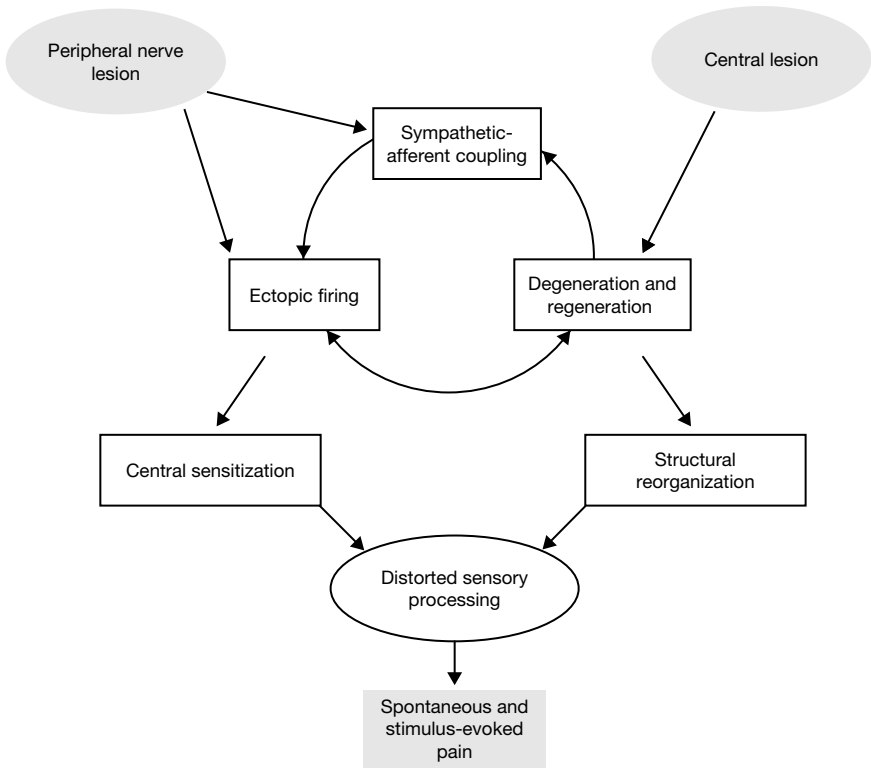 Peripheral nerve
lesion
Central lesion
Sympathetic-
afferent coupling
Ectopic firing
Degeneration and
regeneration
Central sensitization
Structural
reorganization
Distorted sensory
processing
Spontaneous and
stimulus-evoked
pain